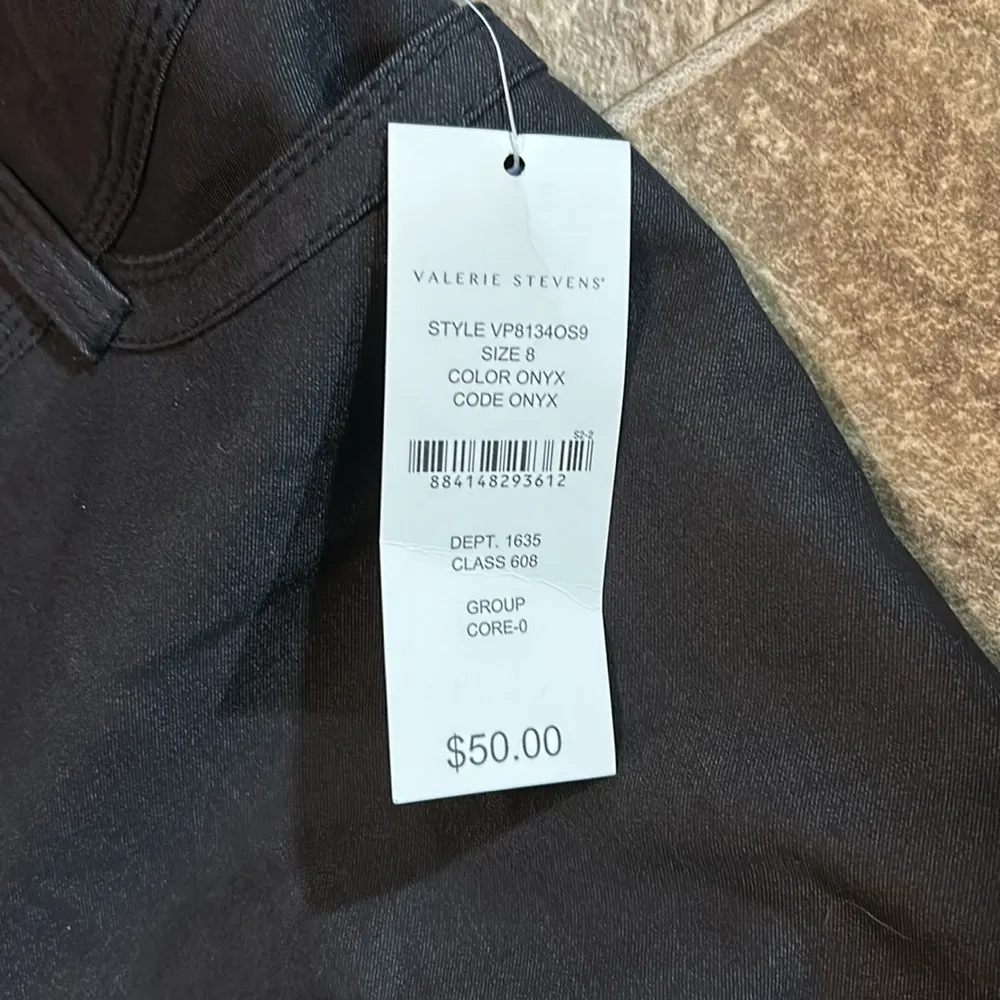 VALERIE STEVENS®
STYLE VP8134OS9
SIZE 8
COLOR ONYX
CODE ONYX
S2-2
884148293612
DEPT. 1635
CLASS 608
GROUP
CORE-0
$50.00